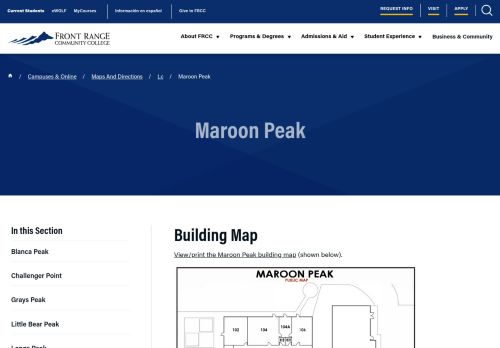 Current Students eWOLF MyCourses Información en español Give to FRCC REQUEST INFO VISIT APPLY
FRONT RANGE
COMMUNITY COLLEGE
About FRCC Programs & Degrees Admissions & Aid Student Experience Business & Community
/ Campuses & Online / Maps And Directions / Lc / Maroon Peak
Maroon Peak
In this Section
Blanca Peak
Challenger Point
Grays Peak
Little Bear Peak
Longs Peak
Building Map
View/print the Maroon Peak building map (shown below).
MAROON PEAK
PUBLIC MAP
102 104 104A 106